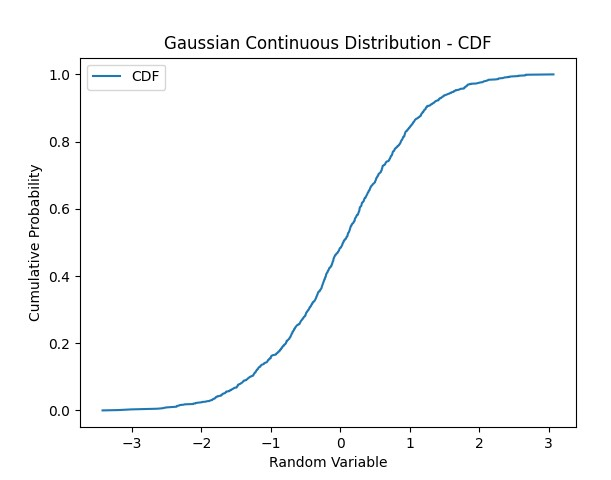 Gaussian Continuous Distribution - CDF
CDF
Cumulative Probability
1.0
0.8
0.6
0.4
0.2
0.0
−3 −2 −1 0 1 2 3
Random Variable